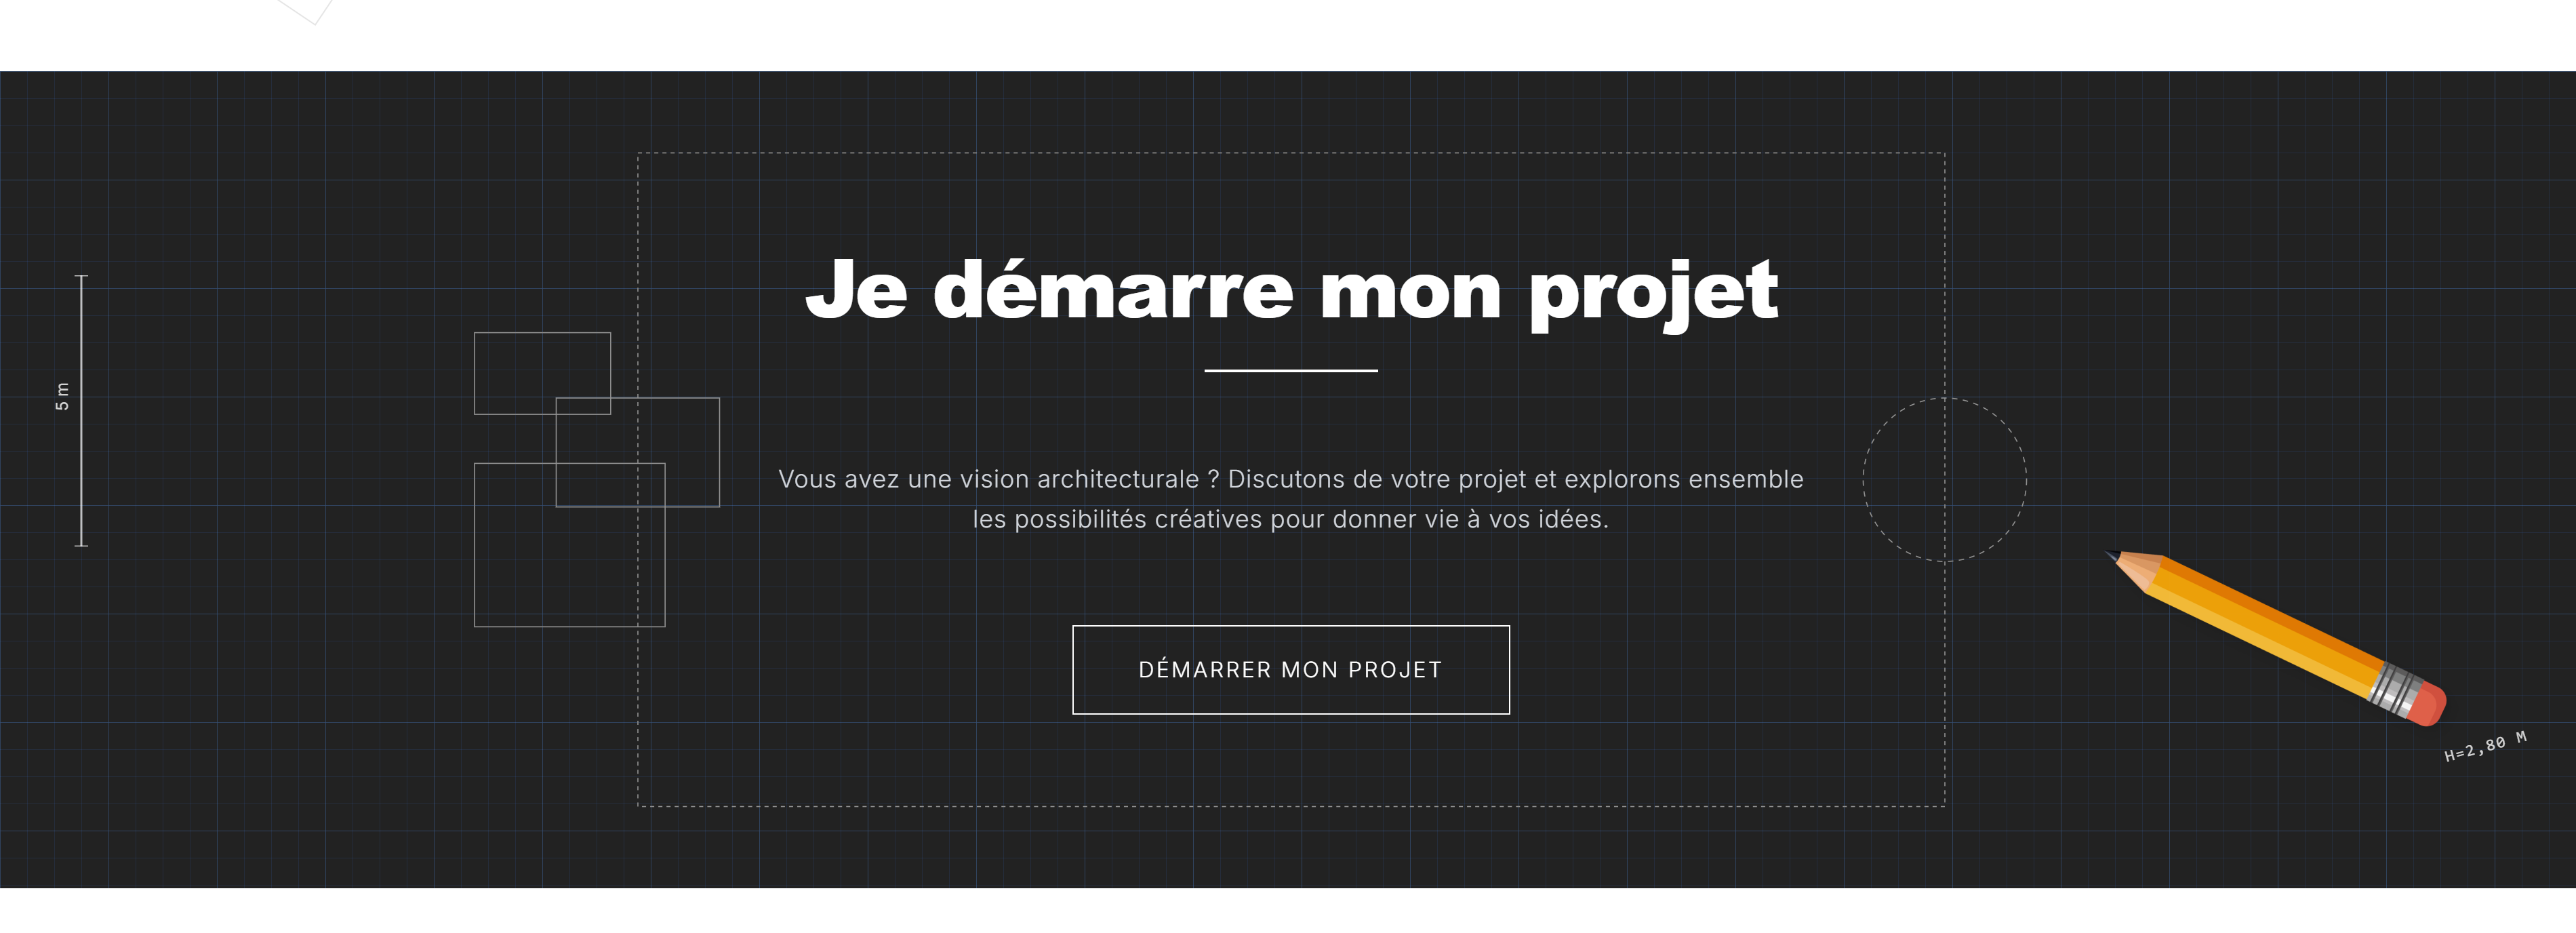 Je démarre mon projet
5 m
Vous avez une vision architecturale ? Discutons de votre projet et explorons ensemble
les possibilités créatives pour donner vie à vos idées.
DÉMARRER MON PROJET
H=2,80 M